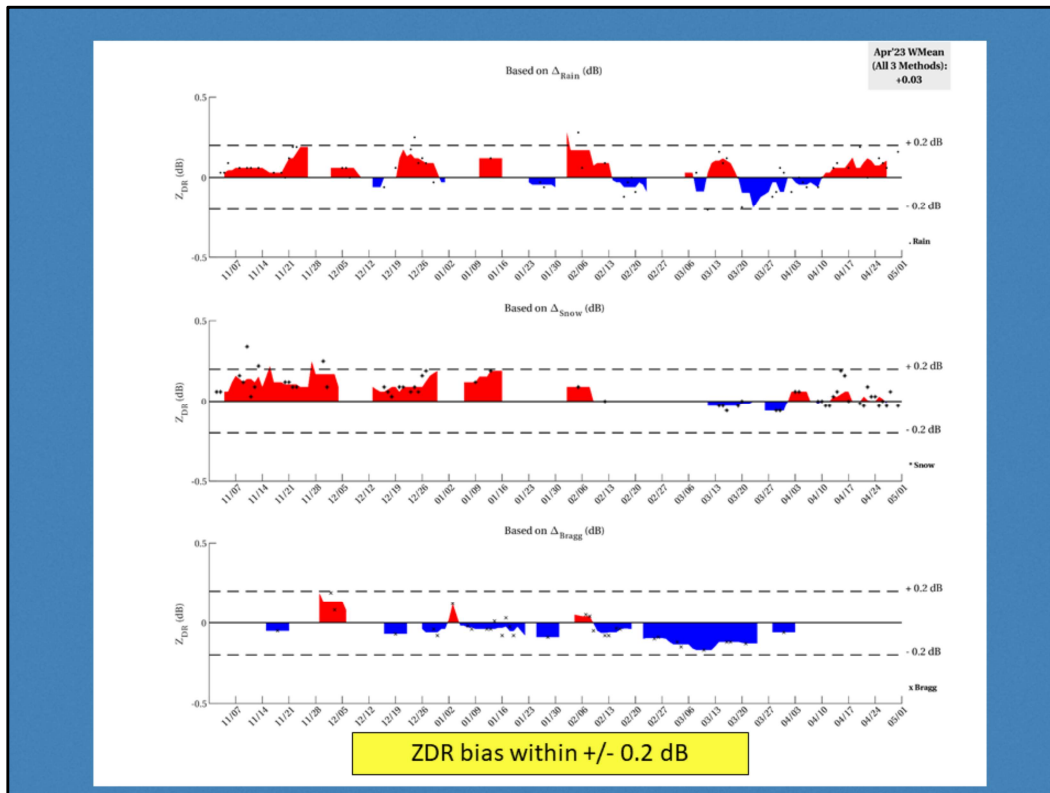 Apr'23 WMean
(All 3 Methods):
+0.03
Based on Δ_Rain (dB)
0.5
+ 0.2 dB
Z_DR (dB)
0
- 0.2 dB
. Rain
-0.5
11/07 11/14 11/21 11/28 12/05 12/12 12/19 12/26 01/02 01/09 01/16 01/23 01/30 02/06 02/13 02/20 02/27 03/06 03/13 03/20 03/27 04/03 04/10 04/17 04/24 05/01
Based on Δ_Snow (dB)
0.5
+ 0.2 dB
Z_DR (dB)
0
- 0.2 dB
* Snow
-0.5
11/07 11/14 11/21 11/28 12/05 12/12 12/19 12/26 01/02 01/09 01/16 01/23 01/30 02/06 02/13 02/20 02/27 03/06 03/13 03/20 03/27 04/03 04/10 04/17 04/24 05/01
Based on Δ_Bragg (dB)
0.5
+ 0.2 dB
Z_DR (dB)
0
- 0.2 dB
x Bragg
-0.5
11/07 11/14 11/21 11/28 12/05 12/12 12/19 12/26 01/02 01/09 01/16 01/23 01/30 02/06 02/13 02/20 02/27 03/06 03/13 03/20 03/27 04/03 04/10 04/17 04/24 05/01
ZDR bias within +/- 0.2 dB